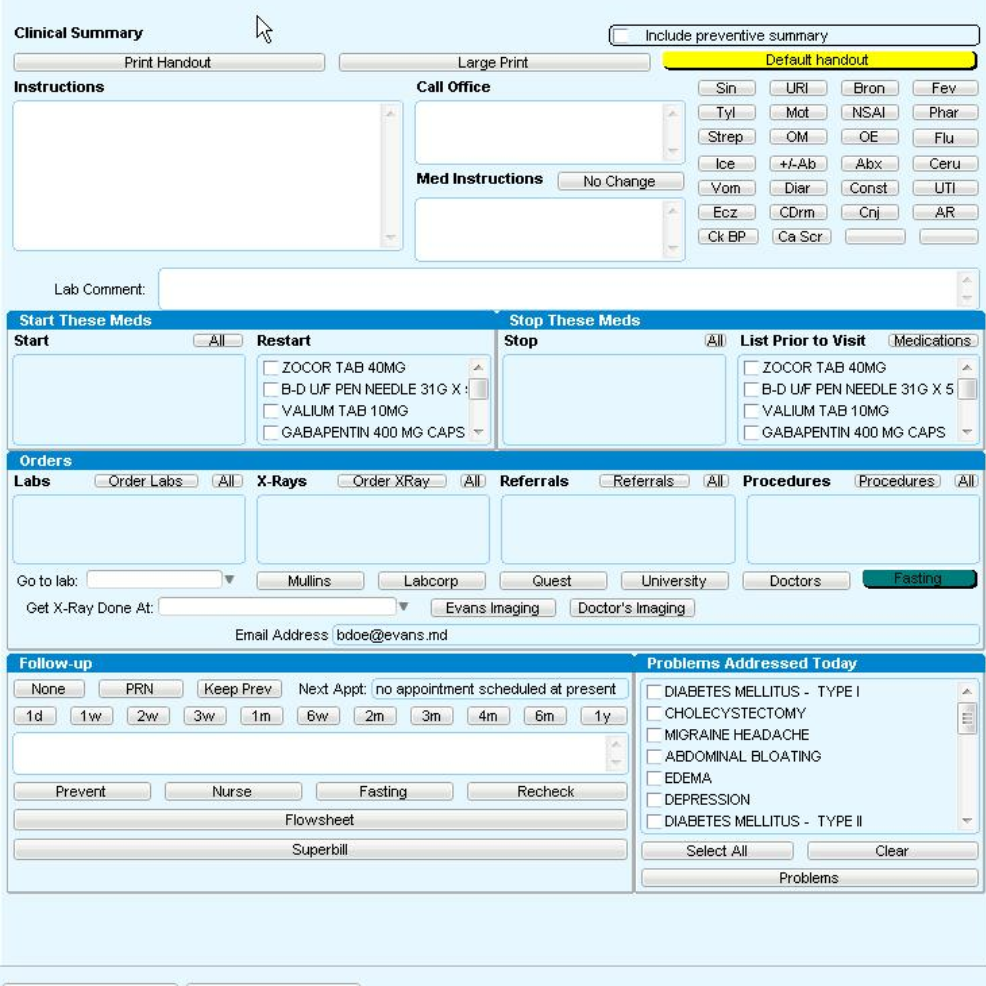 Clinical Summary
Include preventive summary
Print Handout Large Print Default handout
Instructions Call Office
Sin URI Bron Fev
Tyl Mot NSAI Phar
Strep OM OE Flu
Ice +/-Ab Abx Ceru
Med Instructions No Change
Vom Diar Const UTI
Ecz CDrm Cnj AR
Ck BP Ca Scr
Lab Comment:
Start These Meds Stop These Meds
Start All Restart Stop All List Prior to Visit Medications
ZOCOR TAB 40MG ZOCOR TAB 40MG
B-D U/F PEN NEEDLE 31G X B-D U/F PEN NEEDLE 31G X 5
VALIUM TAB 10MG VALIUM TAB 10MG
GABAPENTIN 400 MG CAPS GABAPENTIN 400 MG CAPS
Orders
Labs Order Labs All X-Rays Order XRay All Referrals Referrals All Procedures Procedures All
Go to lab: Mullins Labcorp Quest University Doctors Fasting
Get X-Ray Done At: Evans Imaging Doctor's Imaging
Email Address bdoe@evans.md
Follow-up
None PRN Keep Prev Next Appt: no appointment scheduled at present
1d 1w 2w 3w 1m 6w 2m 3m 4m 6m 1y
Prevent Nurse Fasting Recheck
Flowsheet
Superbill
Problems Addressed Today
DIABETES MELLITUS - TYPE I
CHOLECYSTECTOMY
MIGRAINE HEADACHE
ABDOMINAL BLOATING
EDEMA
DEPRESSION
DIABETES MELLITUS - TYPE II
Select All Clear
Problems